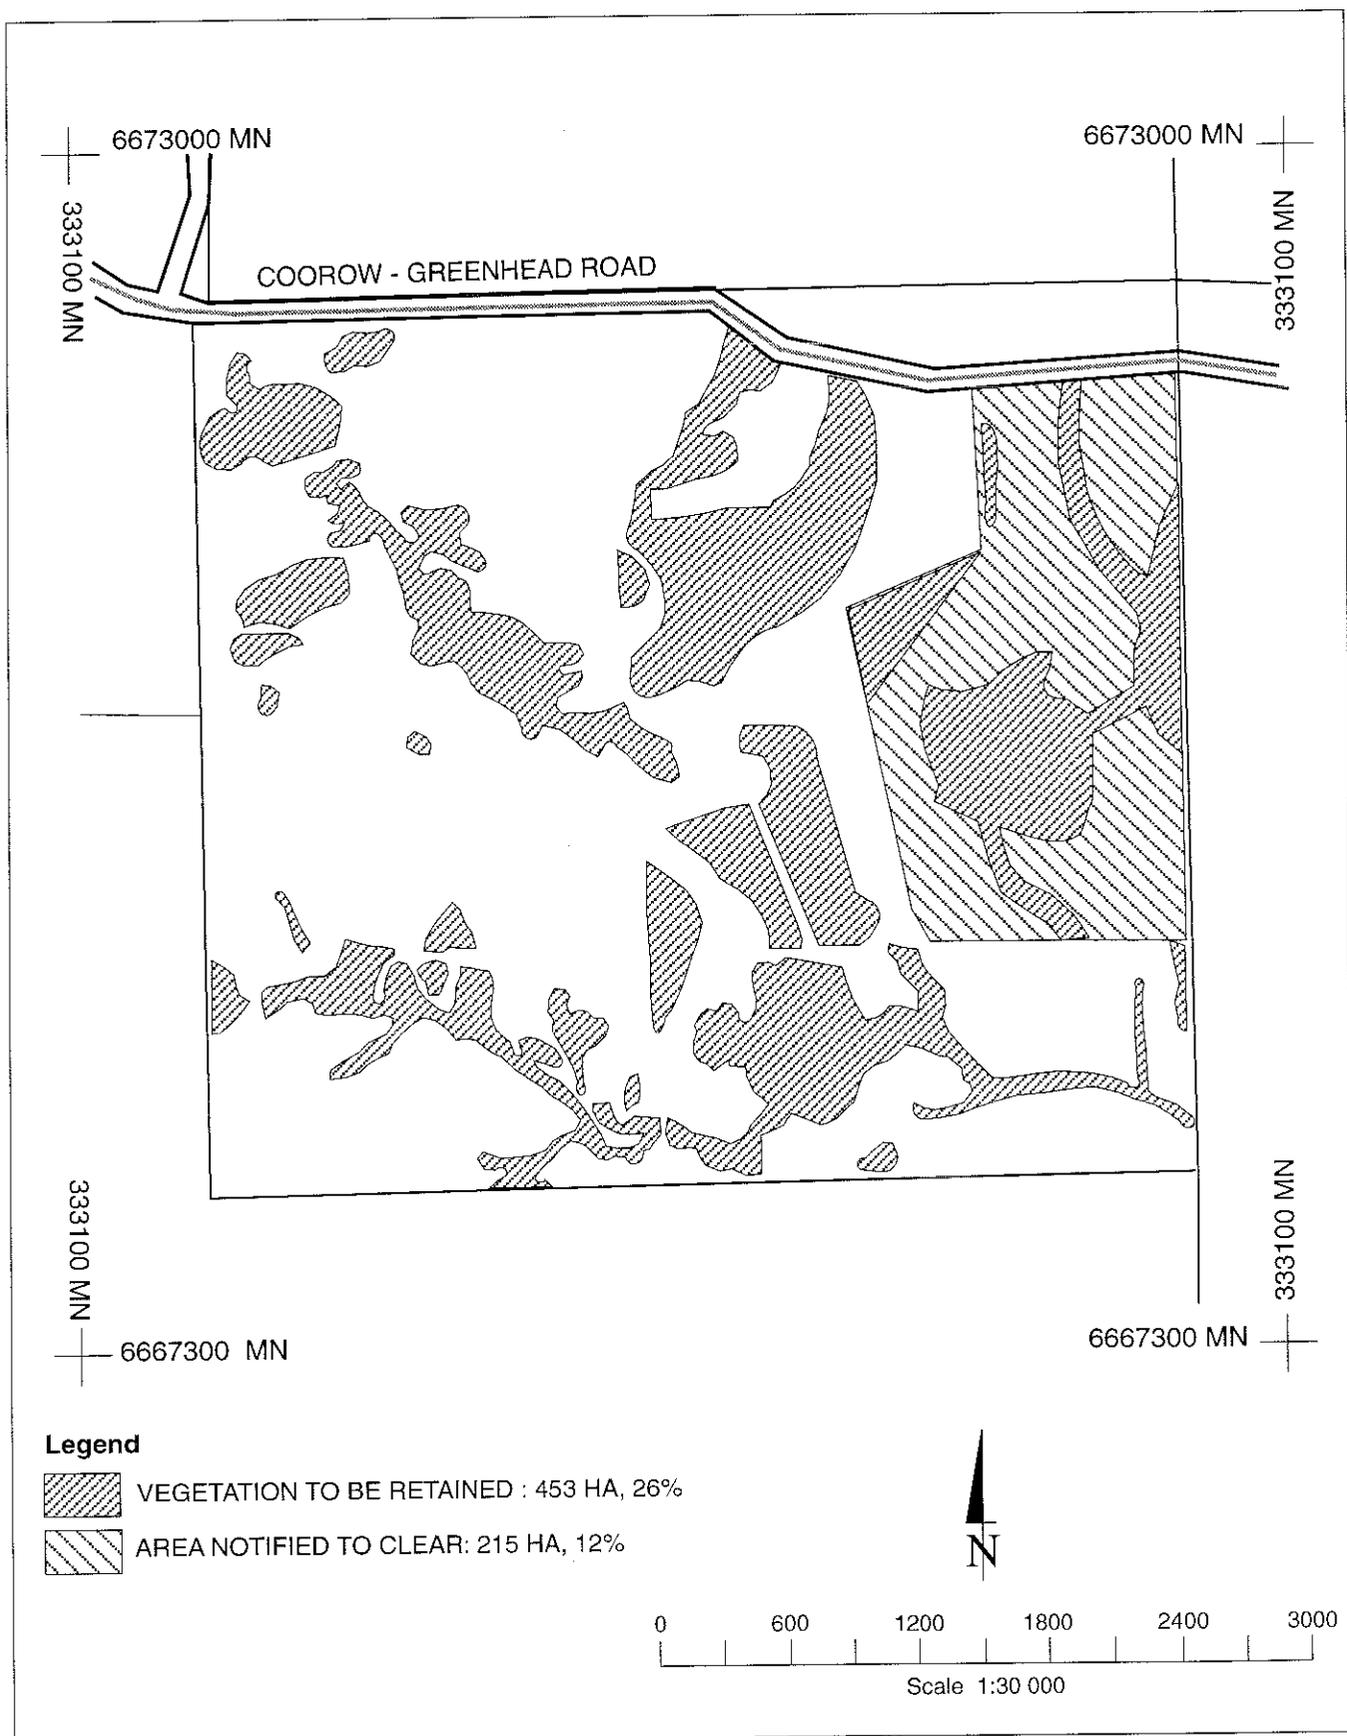 6673000 MN
6673000 MN
333100 MN
333100 MN
COOROW - GREENHEAD ROAD
333100 MN
333100 MN
6667300 MN
6667300 MN
Legend
VEGETATION TO BE RETAINED : 453 HA, 26%
AREA NOTIFIED TO CLEAR: 215 HA, 12%
N
0 600 1200 1800 2400 3000
Scale 1:30 000